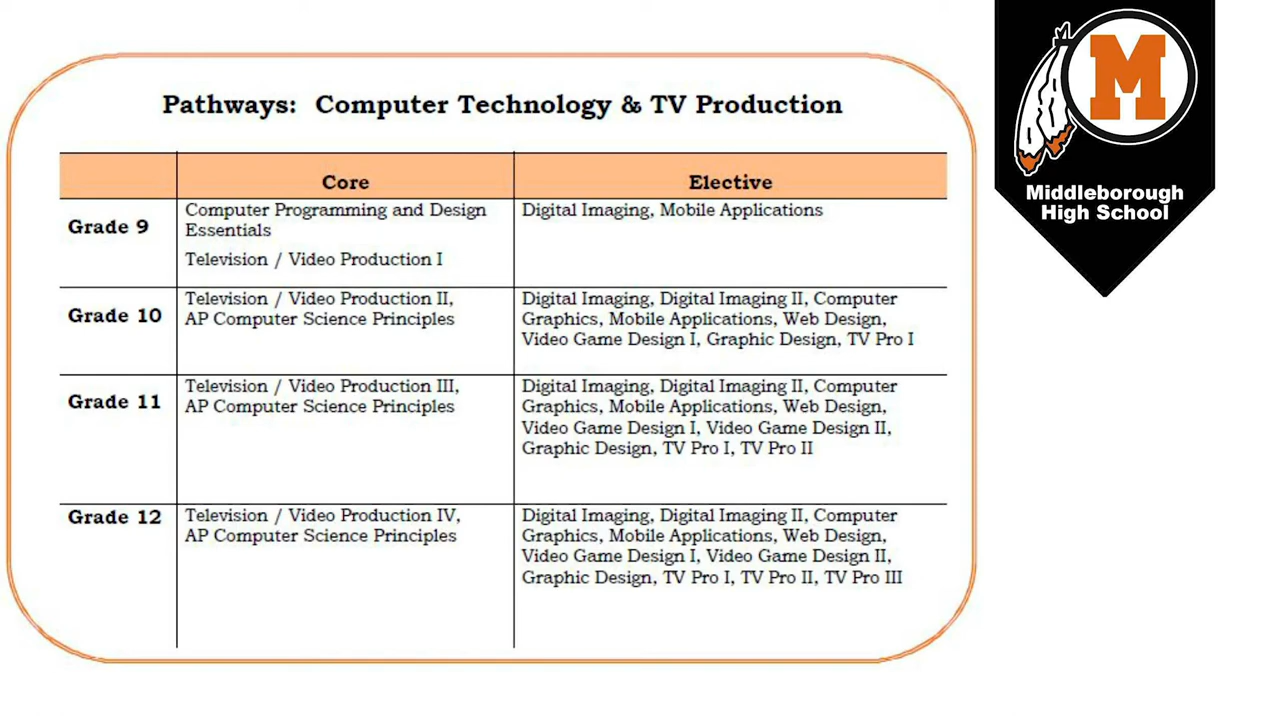 Pathways:  Computer Technology & TV Production
Core
Elective
Grade 9
Computer Programming and Design
Essentials
Television / Video Production I
Digital Imaging, Mobile Applications
Grade 10
Television / Video Production II,
AP Computer Science Principles
Digital Imaging, Digital Imaging II, Computer
Graphics, Mobile Applications, Web Design,
Video Game Design I, Graphic Design, TV Pro I
Grade 11
Television / Video Production III,
AP Computer Science Principles
Digital Imaging, Digital Imaging II, Computer
Graphics, Mobile Applications, Web Design,
Video Game Design I, Video Game Design II,
Graphic Design, TV Pro I, TV Pro II
Grade 12
Television / Video Production IV,
AP Computer Science Principles
Digital Imaging, Digital Imaging II, Computer
Graphics, Mobile Applications, Web Design,
Video Game Design I, Video Game Design II,
Graphic Design, TV Pro I, TV Pro II, TV Pro III
M
Middleborough
High School